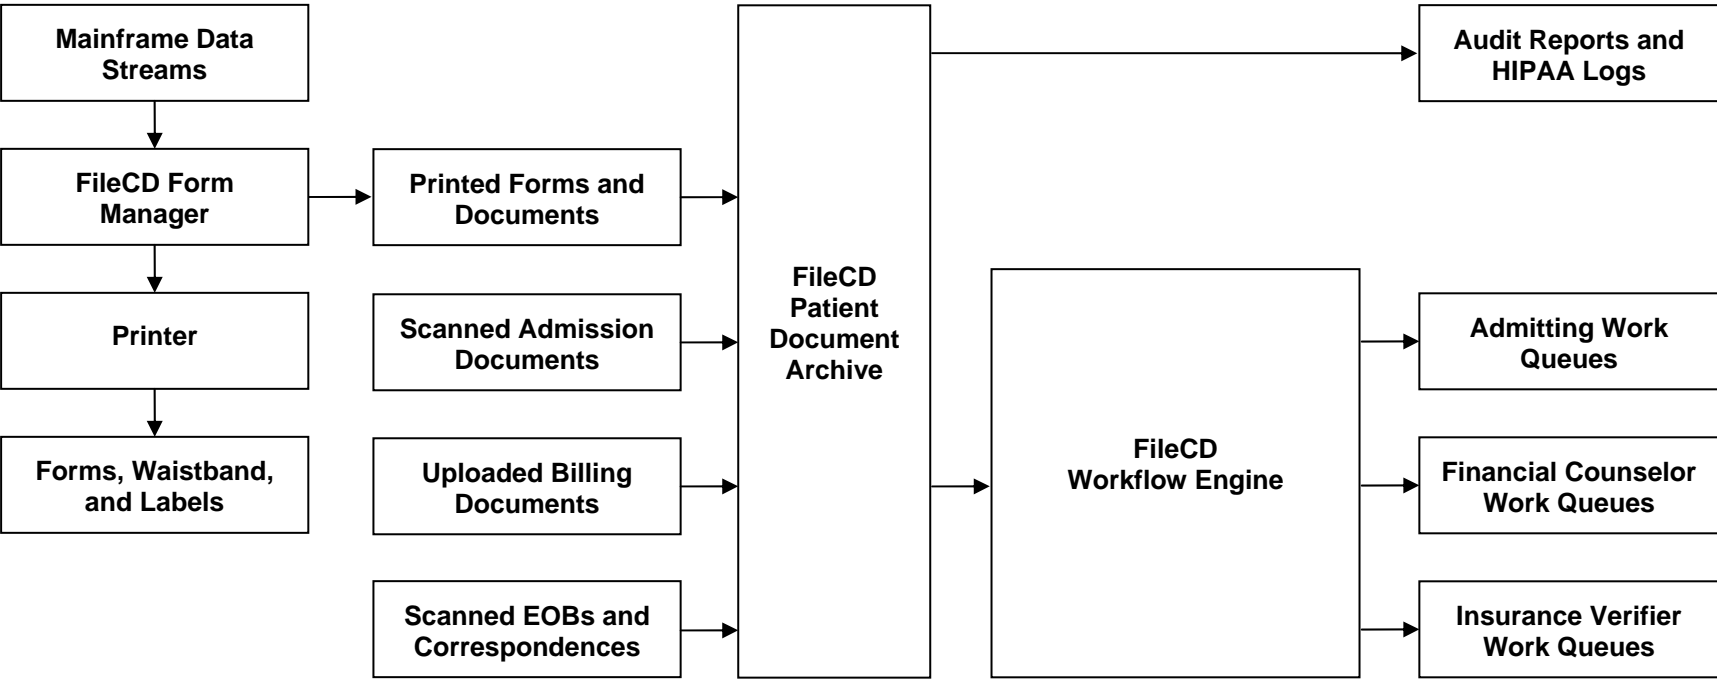 Mainframe Data
Streams
FileCD Form
Manager
Printer
Forms, Waistband,
and Labels
Printed Forms and
Documents
Scanned Admission
Documents
Uploaded Billing
Documents
Scanned EOBs and
Correspondences
FileCD
Patient
Document
Archive
FileCD
Workflow Engine
Audit Reports and
HIPAA Logs
Admitting Work
Queues
Financial Counselor
Work Queues
Insurance Verifier
Work Queues